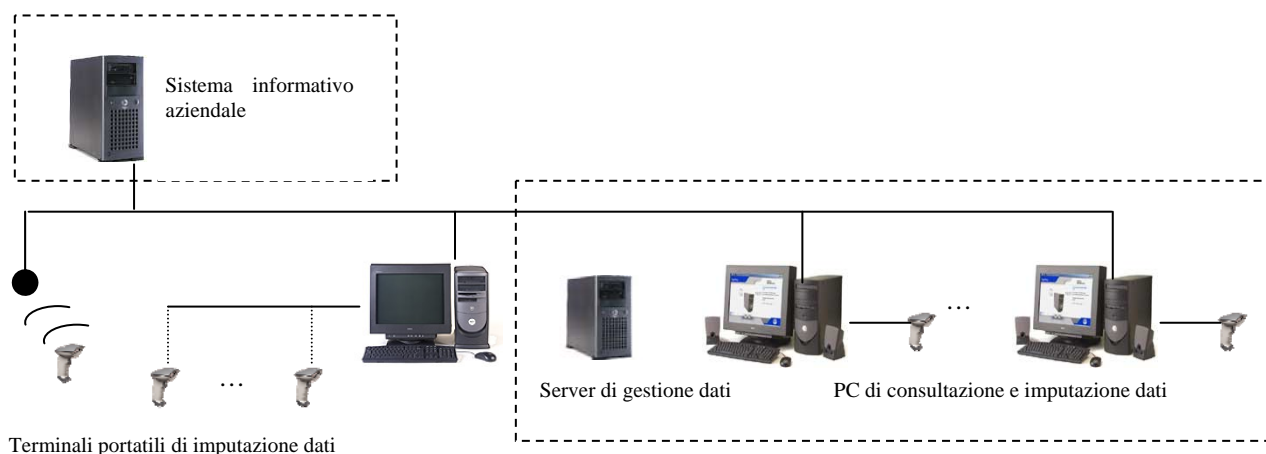 Sistema informativo
aziendale
...
...
Server di gestione dati
PC di consultazione e imputazione dati
Terminali portatili di imputazione dati